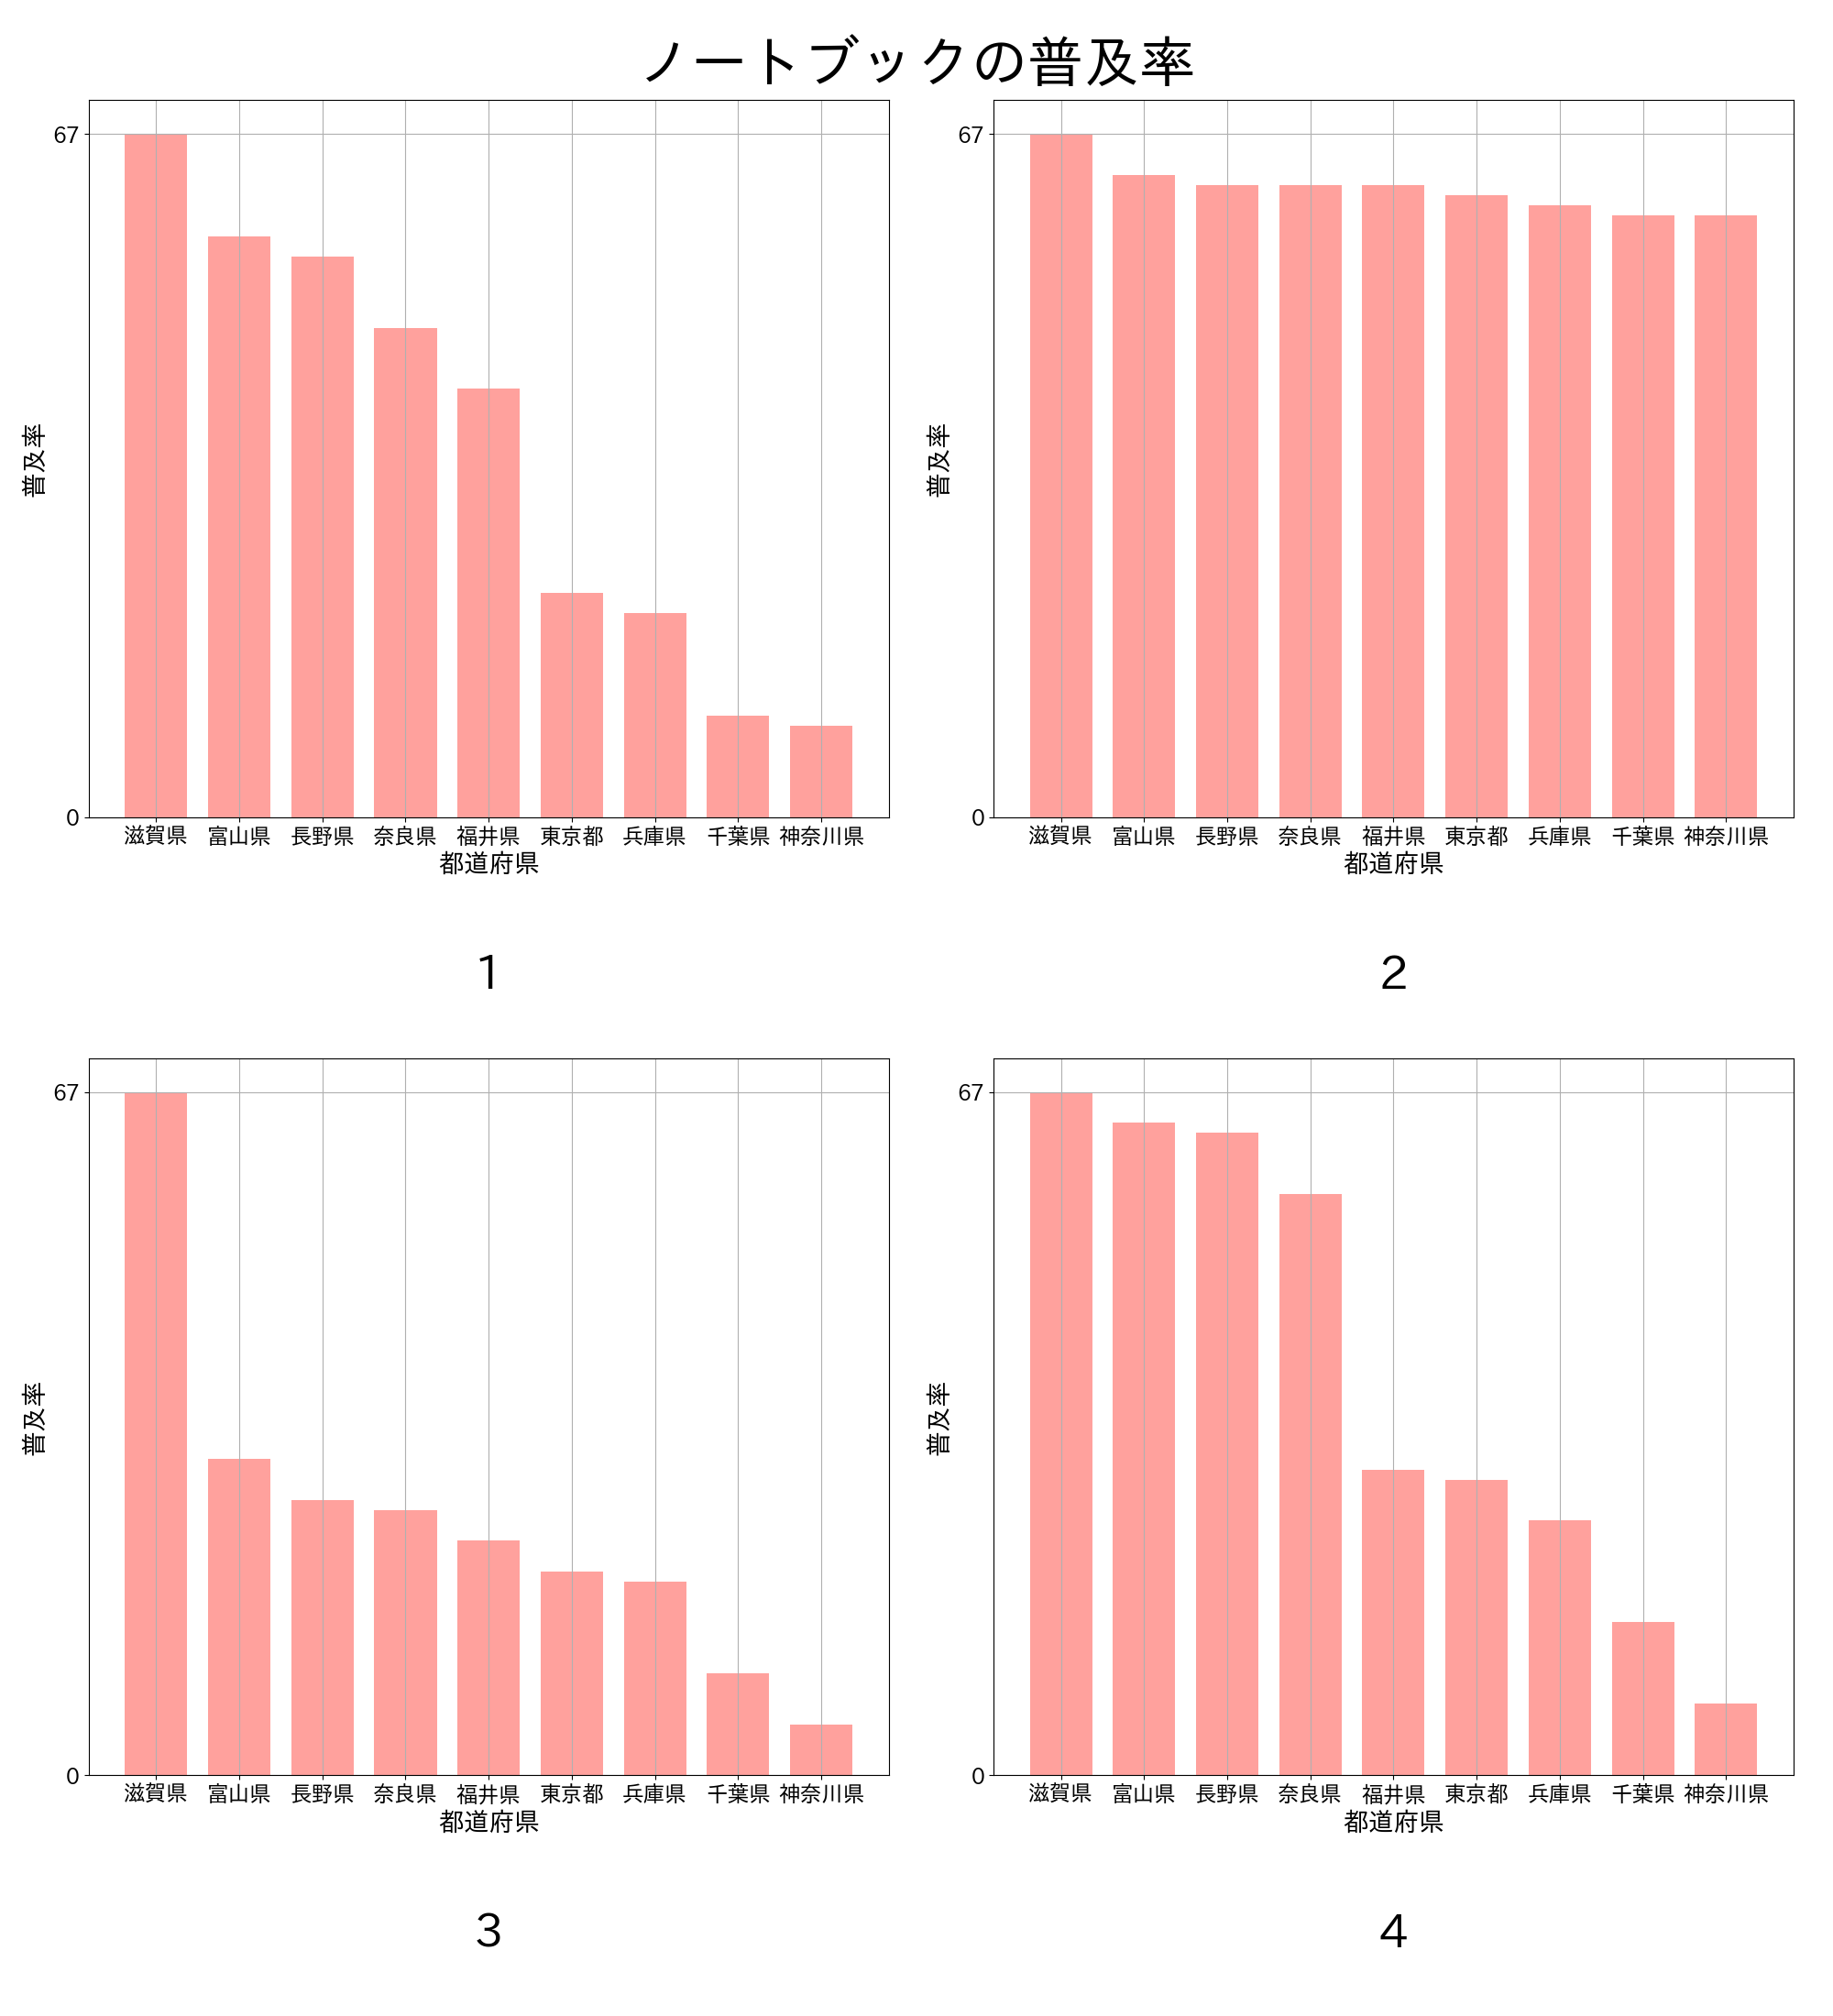 ノートブックの普及率
67
0
普及率
滋賀県 富山県 長野県 奈良県 福井県 東京都 兵庫県 千葉県 神奈川県
都道府県
1
67
0
普及率
滋賀県 富山県 長野県 奈良県 福井県 東京都 兵庫県 千葉県 神奈川県
都道府県
2
67
0
普及率
滋賀県 富山県 長野県 奈良県 福井県 東京都 兵庫県 千葉県 神奈川県
都道府県
3
67
0
普及率
滋賀県 富山県 長野県 奈良県 福井県 東京都 兵庫県 千葉県 神奈川県
都道府県
4